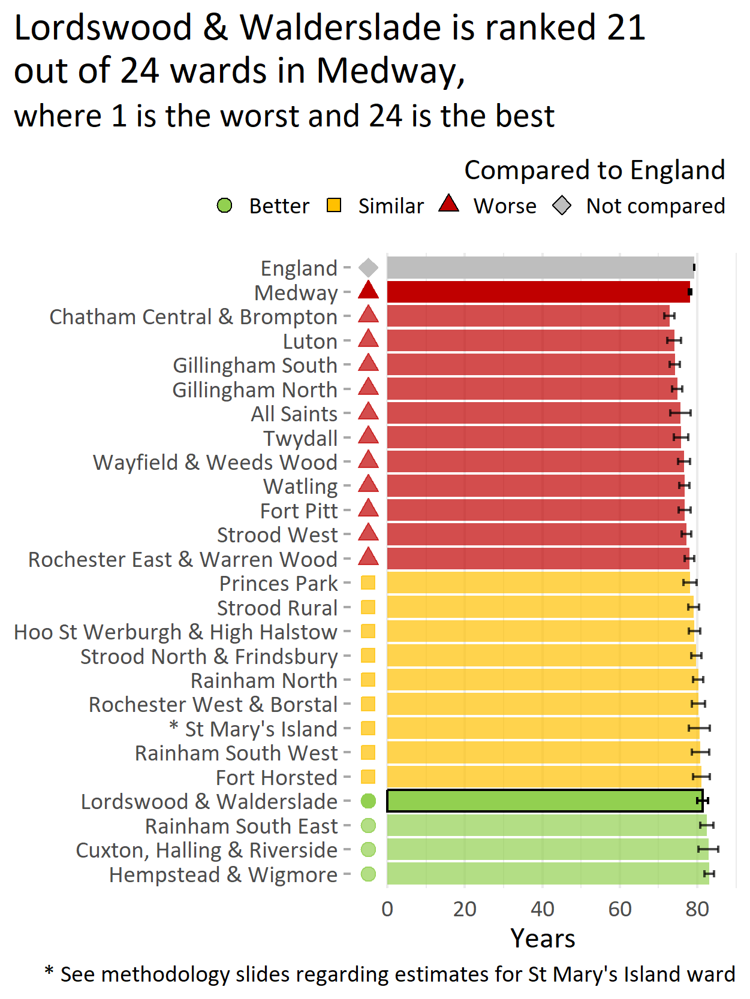 Lordswood & Walderslade is ranked 21
out of 24 wards in Medway,
where 1 is the worst and 24 is the best
Compared to England
Better Similar Worse Not compared
England
Medway
Chatham Central & Brompton
Luton
Gillingham South
Gillingham North
All Saints
Twydall
Wayfield & Weeds Wood
Watling
Fort Pitt
Strood West
Rochester East & Warren Wood
Princes Park
Strood Rural
Hoo St Werburgh & High Halstow
Strood North & Frindsbury
Rainham North
Rochester West & Borstal
* St Mary's Island
Rainham South West
Fort Horsted
Lordswood & Walderslade
Rainham South East
Cuxton, Halling & Riverside
Hempstead & Wigmore
0 20 40 60 80
Years
* See methodology slides regarding estimates for St Mary's Island ward